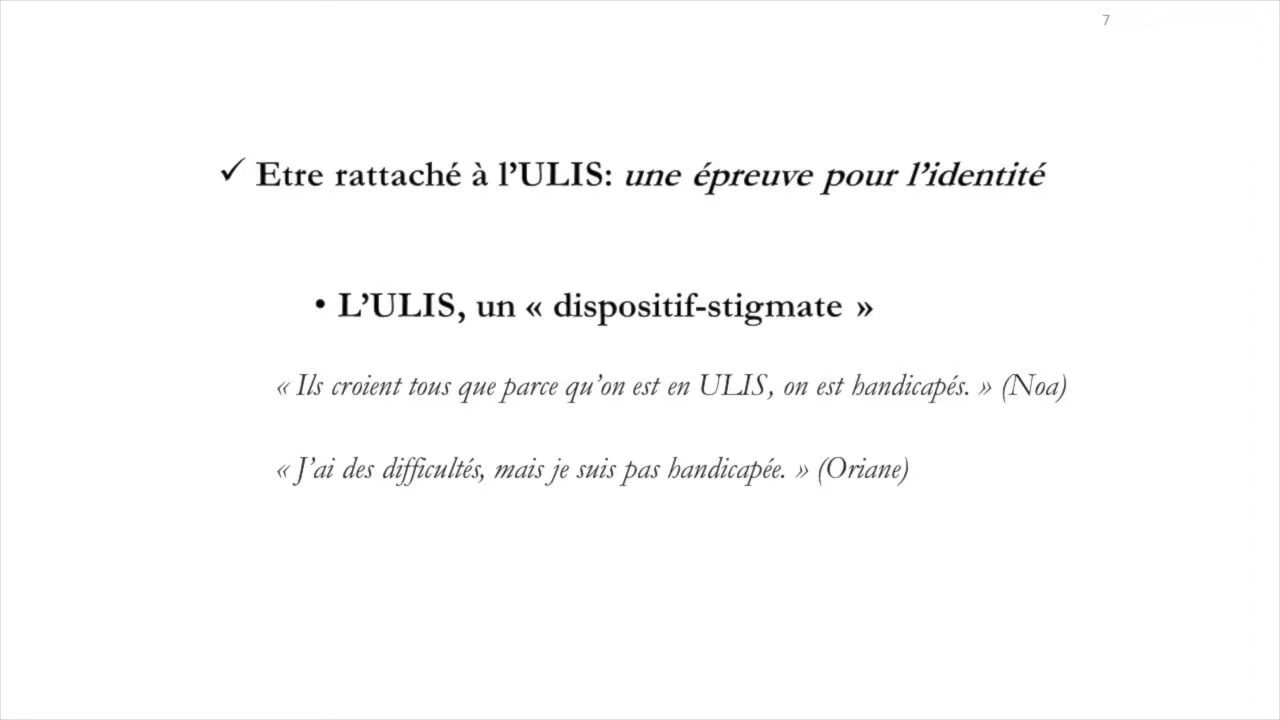 7
✓ Etre rattaché à l’ULIS: une épreuve pour l’identité
• L’ULIS, un « dispositif-stigmate »
« Ils croient tous que parce qu’on est en ULIS, on est handicapés. » (Noa)
« J’ai des difficultés, mais je suis pas handicapée. » (Oriane)